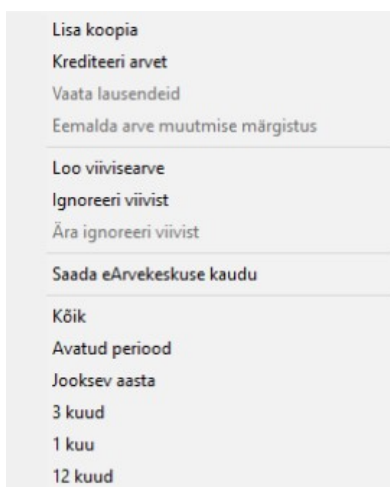 Lisa koopia
Krediteeri arvet
Vaata lausendeid
Eemalda arve muutmise märgistus
Loo viivisearve
Ignoreeri viivist
Ära ignoreeri viivist
Saada eArvekeskuse kaudu
Kõik
Avatud periood
Jooksev aasta
3 kuud
1 kuu
12 kuud